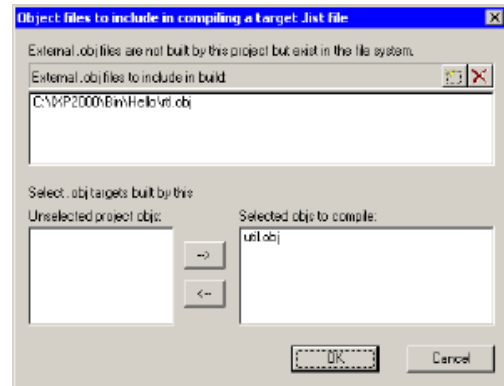 Object files to include in compiling a target .list file
External .obj files are not built by this project but exist in the file system.
External .obj files to include in build:
C:\IXP2000\Bin\Hello\rtl.obj
Select .obj targets built by this
Unselected project objs:
Selected objs to compile:
util.obj
-->
<--
OK
Cancel